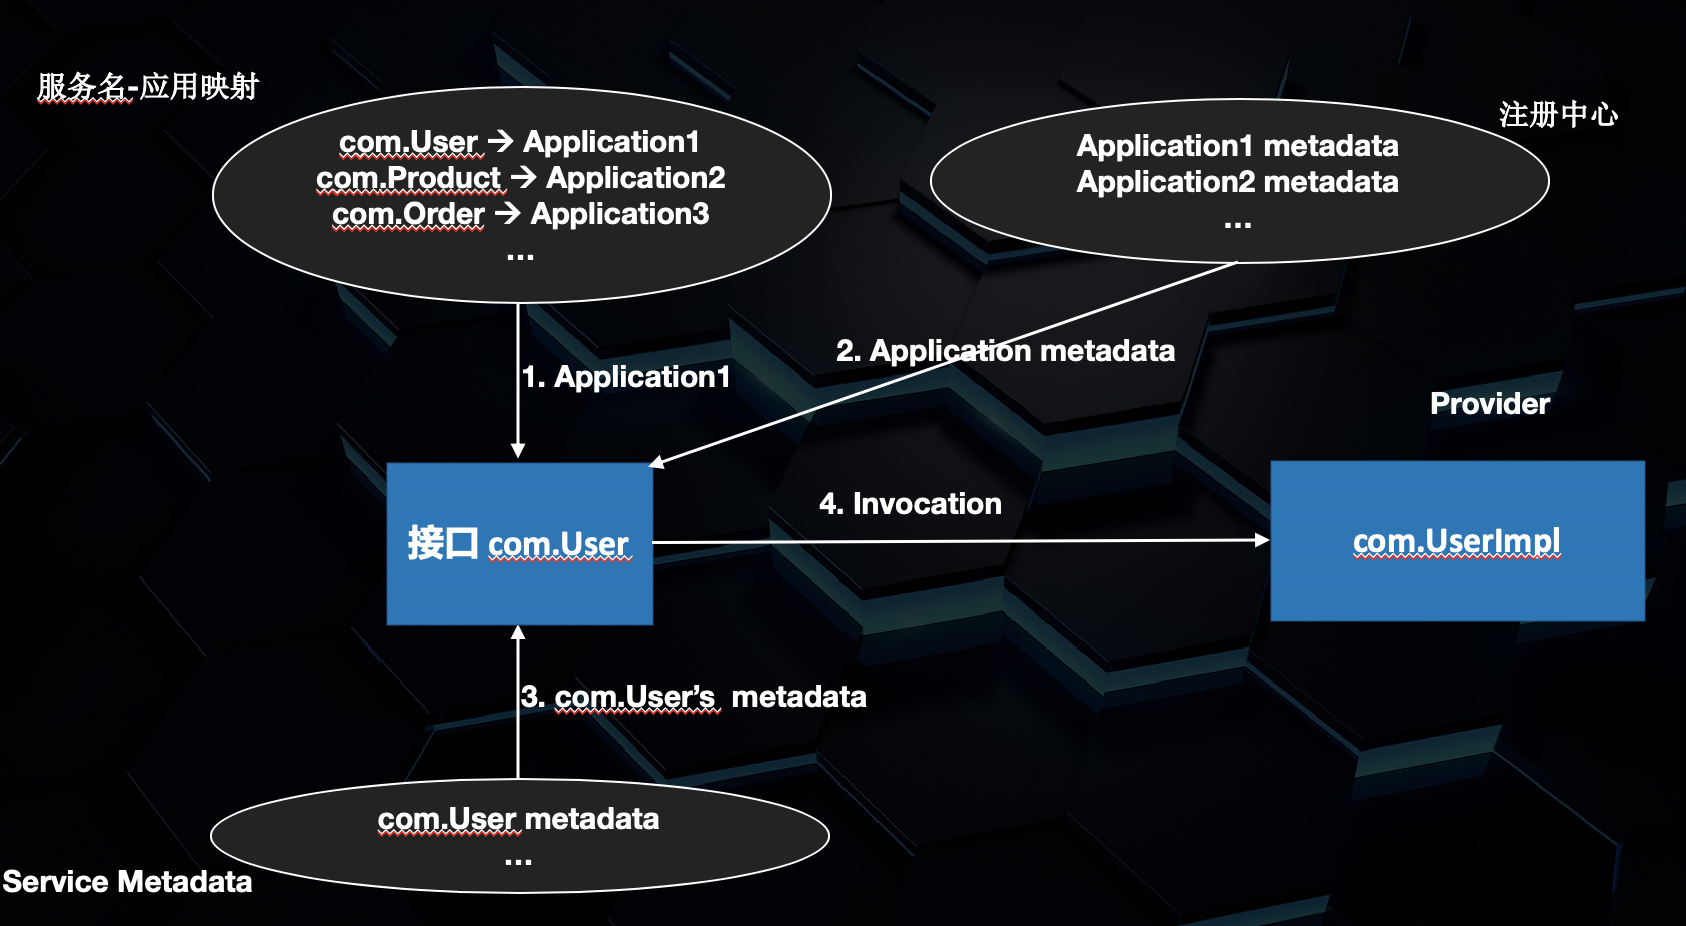 服务名-应用映射
com.User → Application1
com.Product → Application2
com.Order → Application3
...
注册中心
Application1 metadata
Application2 metadata
...
1. Application1
2. Application metadata
Provider
接口 com.User
4. Invocation
com.UserImpl
3. com.User’s metadata
com.User metadata
...
Service Metadata